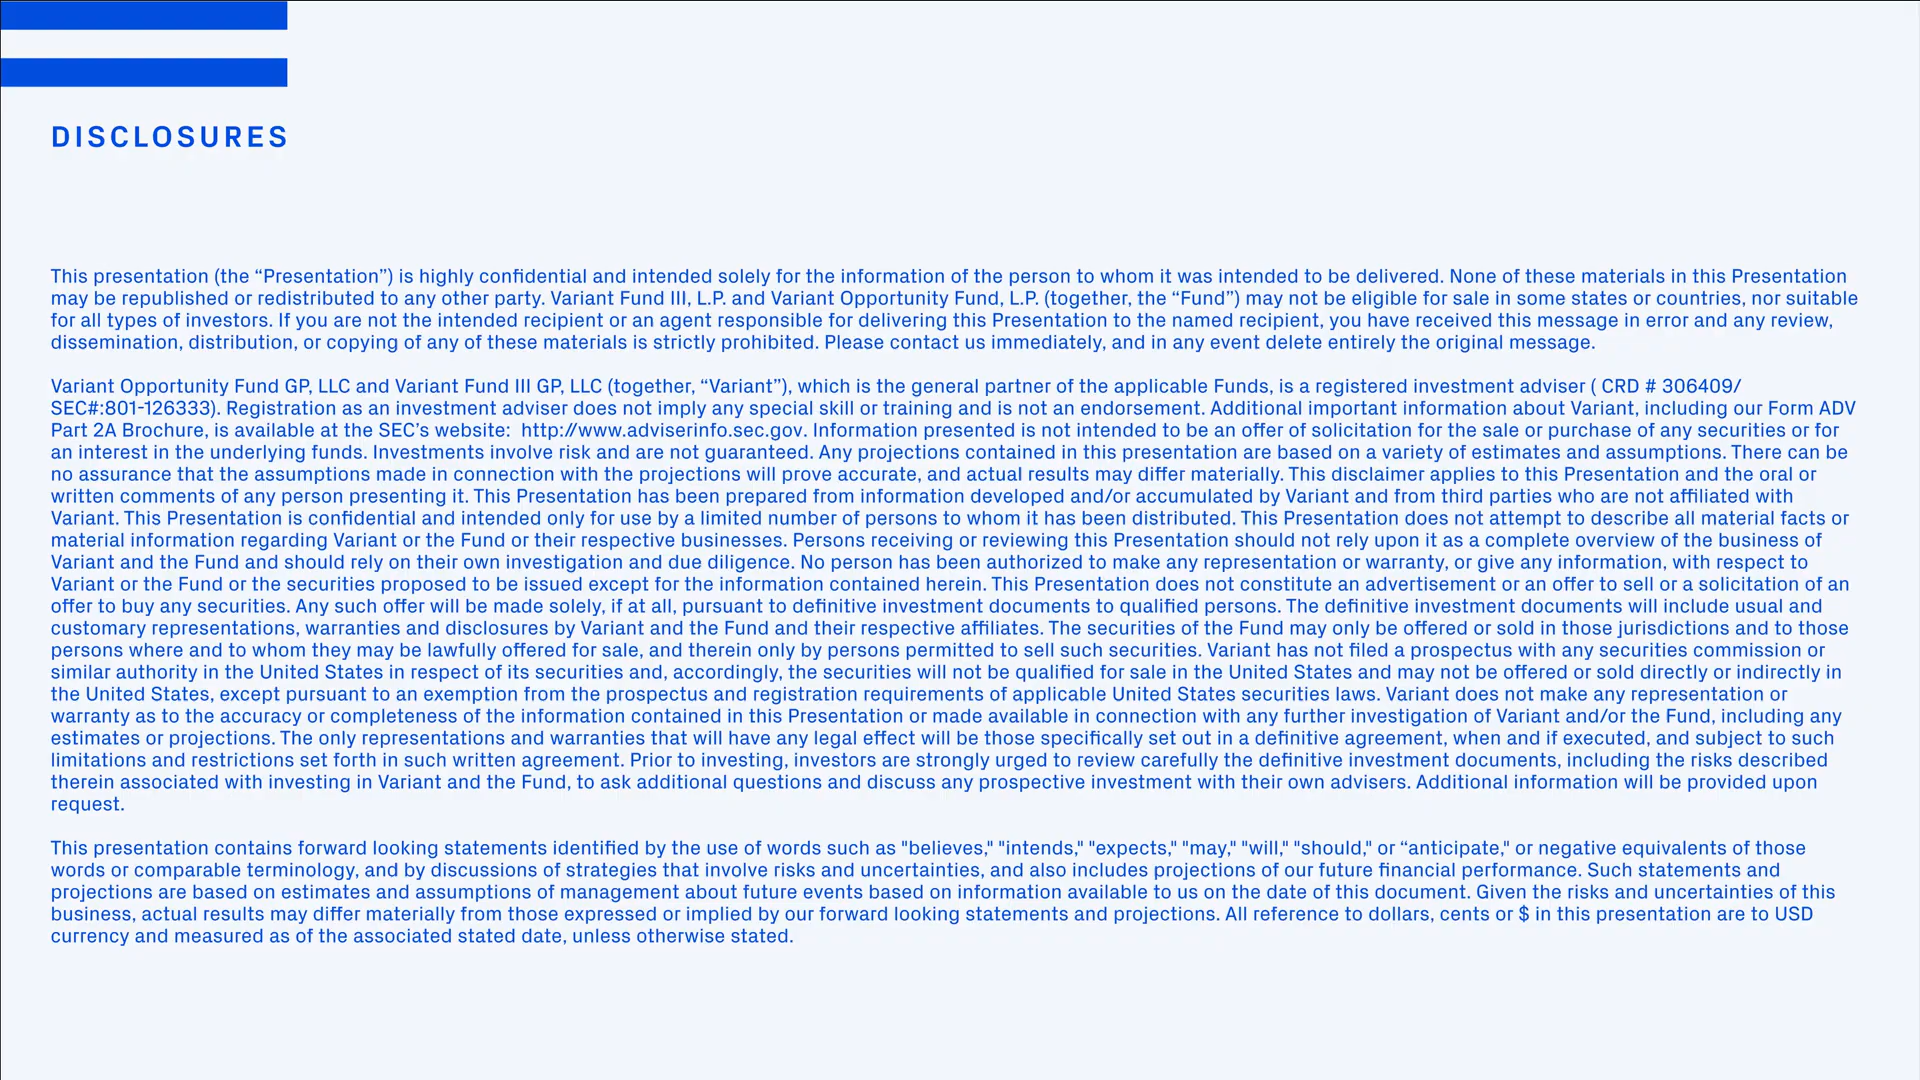 DISCLOSURES
This presentation (the “Presentation”) is highly confidential and intended solely for the information of the person to whom it was intended to be delivered. None of these materials in this Presentation
may be republished or redistributed to any other party. Variant Fund III, L.P. and Variant Opportunity Fund, L.P. (together, the “Fund”) may not be eligible for sale in some states or countries, nor suitable
for all types of investors. If you are not the intended recipient or an agent responsible for delivering this Presentation to the named recipient, you have received this message in error and any review,
dissemination, distribution, or copying of any of these materials is strictly prohibited. Please contact us immediately, and in any event delete entirely the original message.
Variant Opportunity Fund GP, LLC and Variant Fund III GP, LLC (together, “Variant”), which is the general partner of the applicable Funds, is a registered investment adviser ( CRD # 306409/
SEC#:801-126333). Registration as an investment adviser does not imply any special skill or training and is not an endorsement. Additional important information about Variant, including our Form ADV
Part 2A Brochure, is available at the SEC’s website:  http://www.adviserinfo.sec.gov. Information presented is not intended to be an offer of solicitation for the sale or purchase of any securities or for
an interest in the underlying funds. Investments involve risk and are not guaranteed. Any projections contained in this presentation are based on a variety of estimates and assumptions. There can be
no assurance that the assumptions made in connection with the projections will prove accurate, and actual results may differ materially. This disclaimer applies to this Presentation and the oral or
written comments of any person presenting it. This Presentation has been prepared from information developed and/or accumulated by Variant and from third parties who are not affiliated with
Variant. This Presentation is confidential and intended only for use by a limited number of persons to whom it has been distributed. This Presentation does not attempt to describe all material facts or
material information regarding Variant or the Fund or their respective businesses. Persons receiving or reviewing this Presentation should not rely upon it as a complete overview of the business of
Variant and the Fund and should rely on their own investigation and due diligence. No person has been authorized to make any representation or warranty, or give any information, with respect to
Variant or the Fund or the securities proposed to be issued except for the information contained herein. This Presentation does not constitute an advertisement or an offer to sell or a solicitation of an
offer to buy any securities. Any such offer will be made solely, if at all, pursuant to definitive investment documents to qualified persons. The definitive investment documents will include usual and
customary representations, warranties and disclosures by Variant and the Fund and their respective affiliates. The securities of the Fund may only be offered or sold in those jurisdictions and to those
persons where and to whom they may be lawfully offered for sale, and therein only by persons permitted to sell such securities. Variant has not filed a prospectus with any securities commission or
similar authority in the United States in respect of its securities and, accordingly, the securities will not be qualified for sale in the United States and may not be offered or sold directly or indirectly in
the United States, except pursuant to an exemption from the prospectus and registration requirements of applicable United States securities laws. Variant does not make any representation or
warranty as to the accuracy or completeness of the information contained in this Presentation or made available in connection with any further investigation of Variant and/or the Fund, including any
estimates or projections. The only representations and warranties that will have any legal effect will be those specifically set out in a definitive agreement, when and if executed, and subject to such
limitations and restrictions set forth in such written agreement. Prior to investing, investors are strongly urged to review carefully the definitive investment documents, including the risks described
therein associated with investing in Variant and the Fund, to ask additional questions and discuss any prospective investment with their own advisers. Additional information will be provided upon
request.
This presentation contains forward looking statements identified by the use of words such as "believes," "intends," "expects," "may," "will," "should," or “anticipate," or negative equivalents of those
words or comparable terminology, and by discussions of strategies that involve risks and uncertainties, and also includes projections of our future financial performance. Such statements and
projections are based on estimates and assumptions of management about future events based on information available to us on the date of this document. Given the risks and uncertainties of this
business, actual results may differ materially from those expressed or implied by our forward looking statements and projections. All reference to dollars, cents or $ in this presentation are to USD
currency and measured as of the associated stated date, unless otherwise stated.